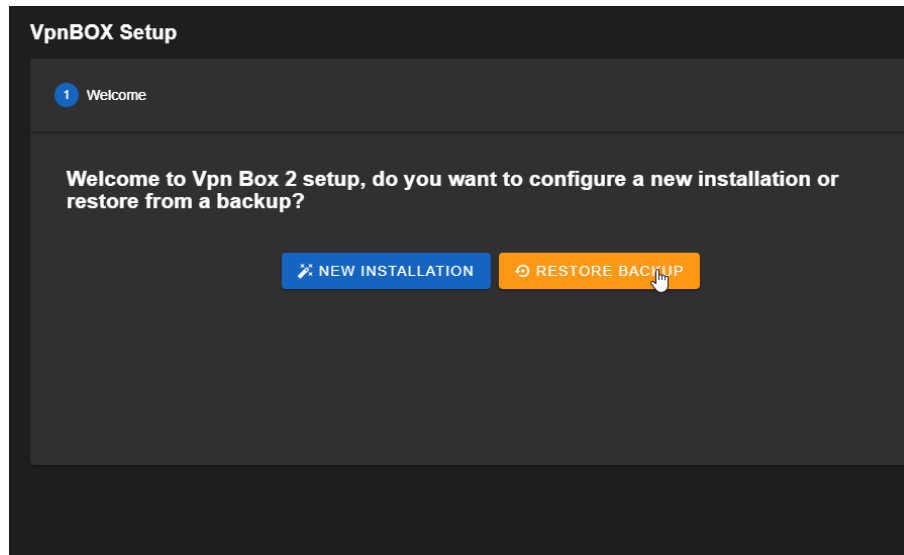 VpnBOX Setup
1 Welcome
Welcome to Vpn Box 2 setup, do you want to configure a new installation or
restore from a backup?
NEW INSTALLATION RESTORE BACKUP